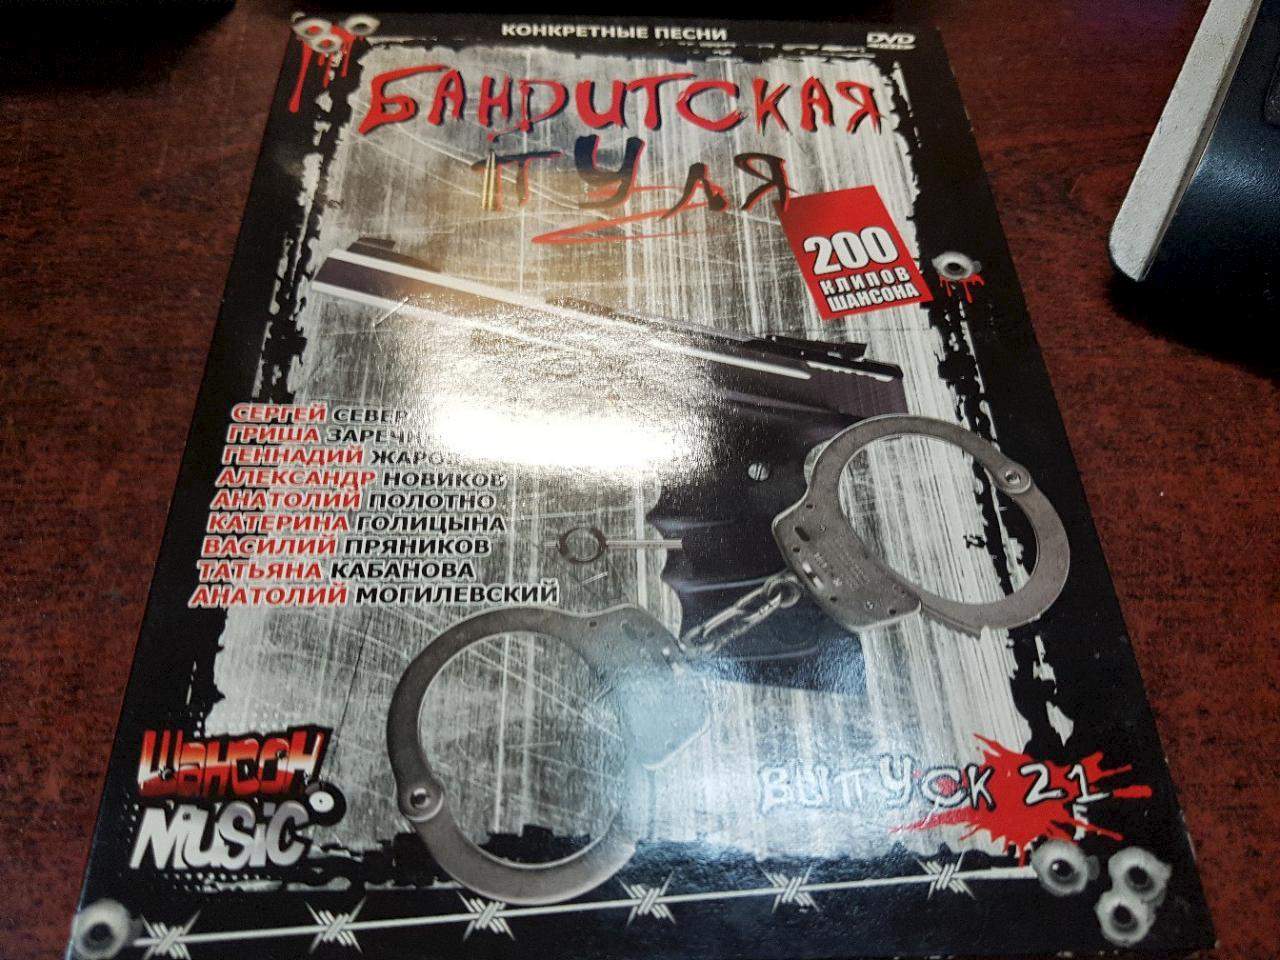 КОНКРЕТНЫЕ ПЕСНИ
DVD
БАНДИТСКАЯ
ПУЛЯ
200
КЛИПОВ
ШАНСОНА
СЕРГЕЙ СЕВЕР
ГРИША
ГЕННАДИЙ
АЛЕКСАНДР НОВИКОВ
АНАТОЛИЙ ПОЛОТНО
КАТЕРИНА ГОЛИЦЫНА
ВАСИЛИЙ ПРЯНИКОВ
ТАТЬЯНА КАБАНОВА
АНАТОЛИЙ МОГИЛЕВСКИЙ
ШАНСОН
MUSIC
ВЫПУСК 21